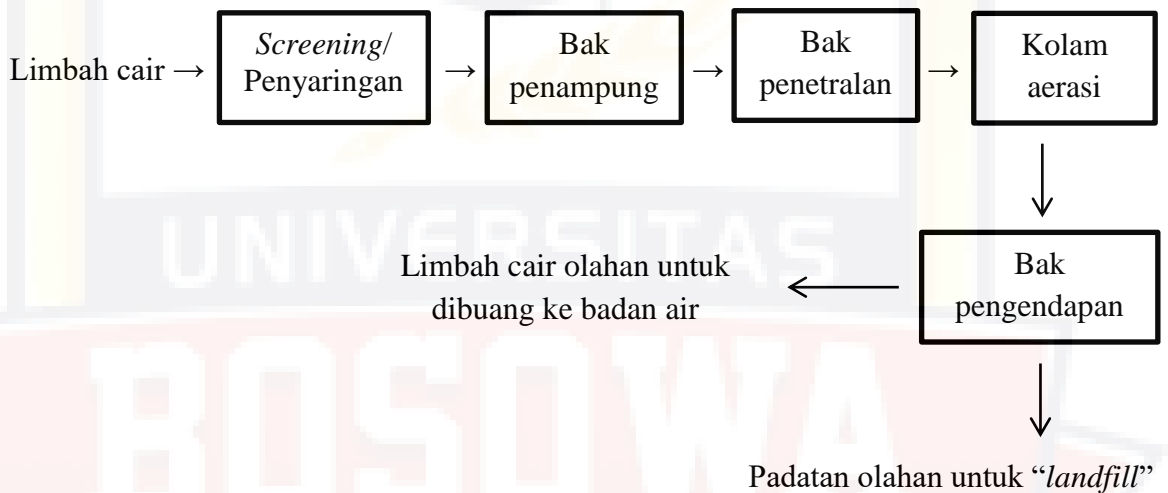 Limbah cair →
Screening/
Penyaringan
→
Bak
penampung
→
Bak
penetralan
→
Kolam
aerasi
Bak
pengendapan
Limbah cair olahan untuk
dibuang ke badan air
Padatan olahan untuk “landfill”
UNIVERSITAS
BOSOWA